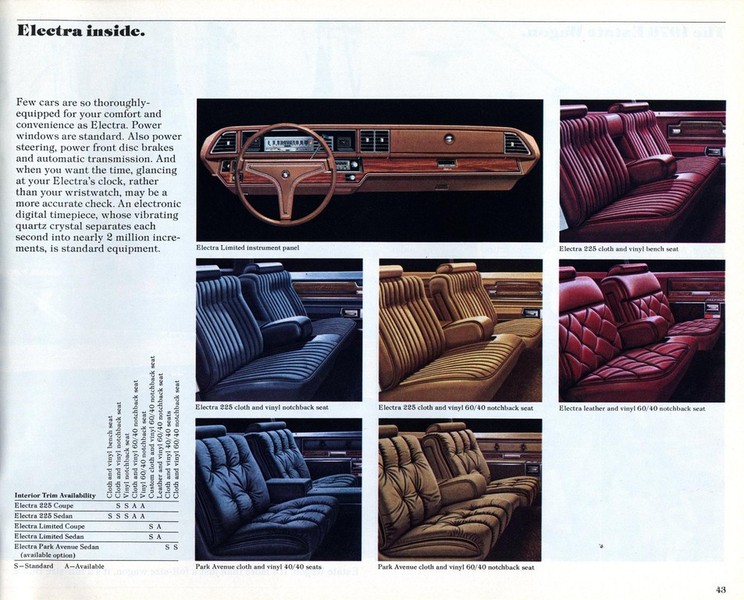 Electra inside.
Few cars are so thoroughly-
equipped for your comfort and
convenience as Electra. Power
windows are standard. Also power
steering, power front disc brakes
and automatic transmission. And
when you want the time, glancing
at your Electra's clock, rather
than your wristwatch, may be a
more accurate check. An electronic
digital timepiece, whose vibrating
quartz crystal separates each
second into nearly 2 million incre-
ments, is standard equipment.
Electra Limited instrument panel
Electra 225 cloth and vinyl bench seat
Electra 225 cloth and vinyl notchback seat
Electra 225 cloth and vinyl 60/40 notchback seat
Electra leather and vinyl 60/40 notchback seat
Cloth and vinyl bench seat
Cloth and vinyl notchback seat
Vinyl notchback seat
Cloth and vinyl 60/40 notchback seat
Vinyl 60/40 notchback seat
Custom cloth and vinyl 60/40 notchback seat
Leather and vinyl 60/40 notchback seat
Cloth and vinyl 40/40 seats
Cloth and vinyl 60/40 notchback seat
Interior Trim Availability
Electra 225 Coupe S S A A
Electra 225 Sedan S S S A A
Electra Limited Coupe S A
Electra Limited Sedan S A
Electra Park Avenue Sedan S S
(available option)
S—Standard A—Available
Park Avenue cloth and vinyl 40/40 seats
Park Avenue cloth and vinyl 60/40 notchback seat
43